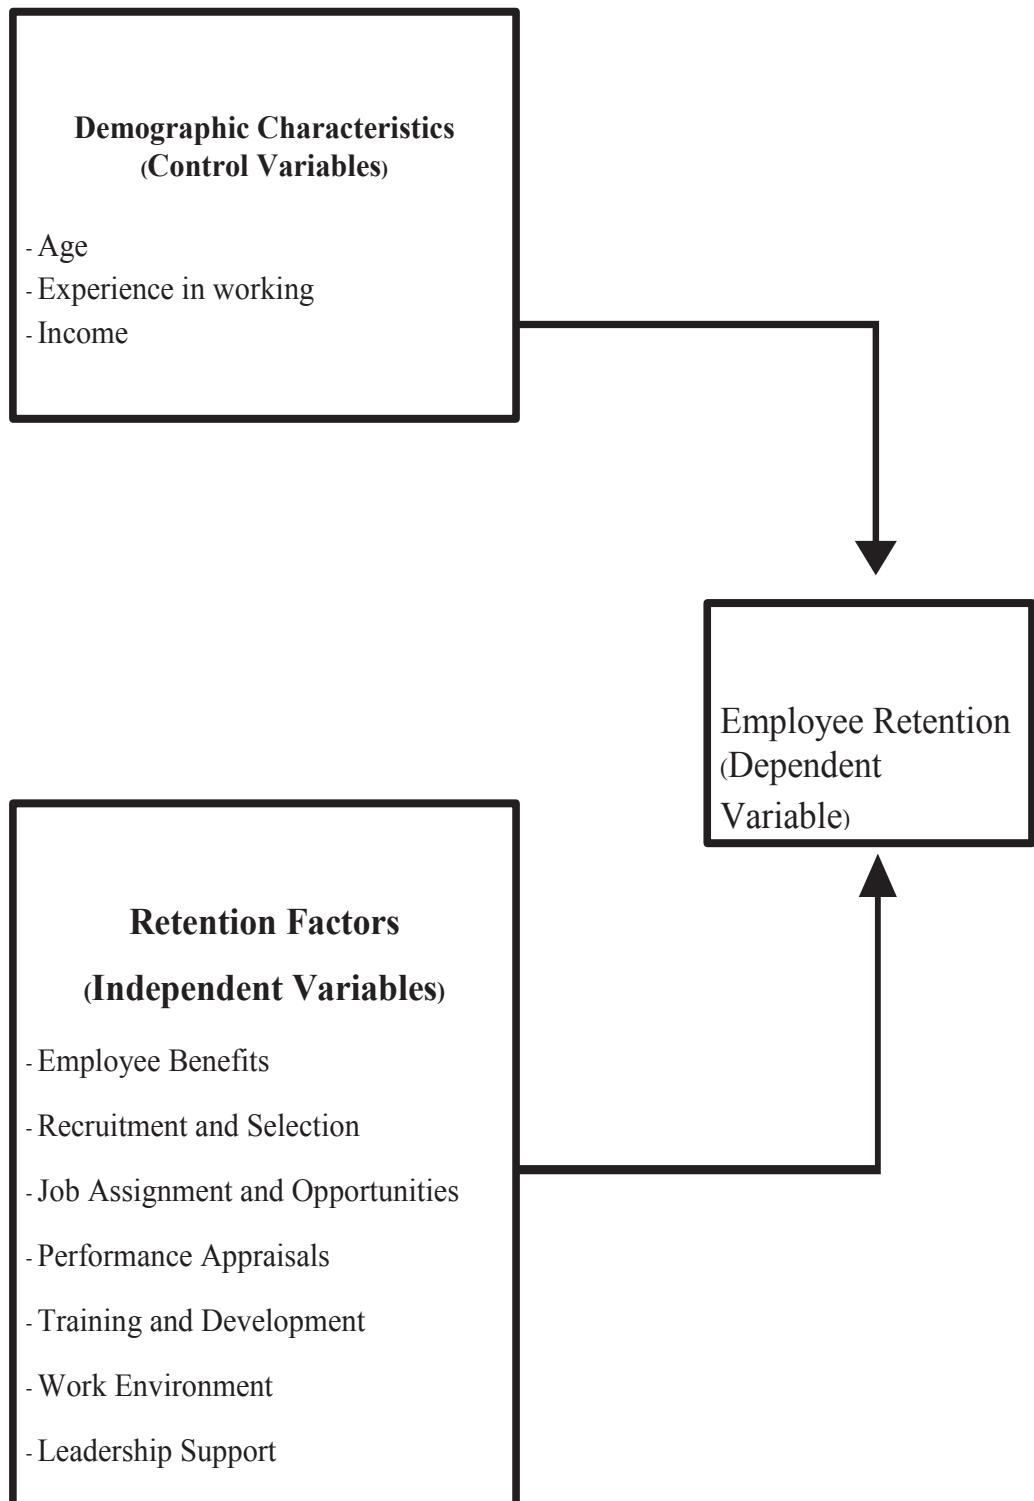 Demographic Characteristics
(Control Variables)
- Age
- Experience in working
- Income
Employee Retention
(Dependent
Variable)
Retention Factors
(Independent Variables)
- Employee Benefits
- Recruitment and Selection
- Job Assignment and Opportunities
- Performance Appraisals
- Training and Development
- Work Environment
- Leadership Support